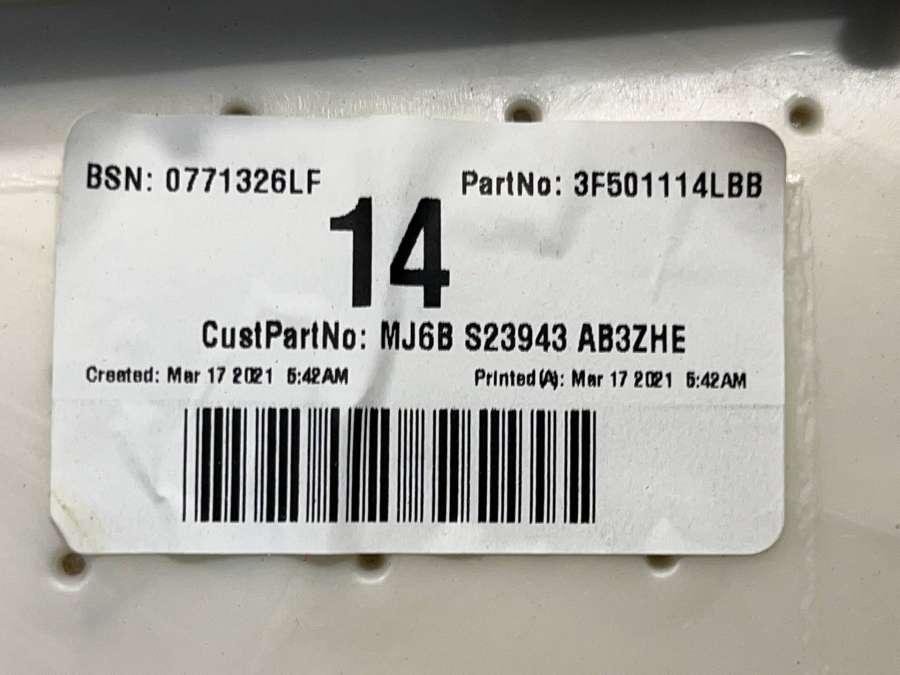 BSN: 0771326LF PartNo: 3F501114LBB
14
CustPartNo: MJ6B S23943 AB3ZHE
Created: Mar 17 2021 5:42AM Printed(A): Mar 17 2021 5:42AM